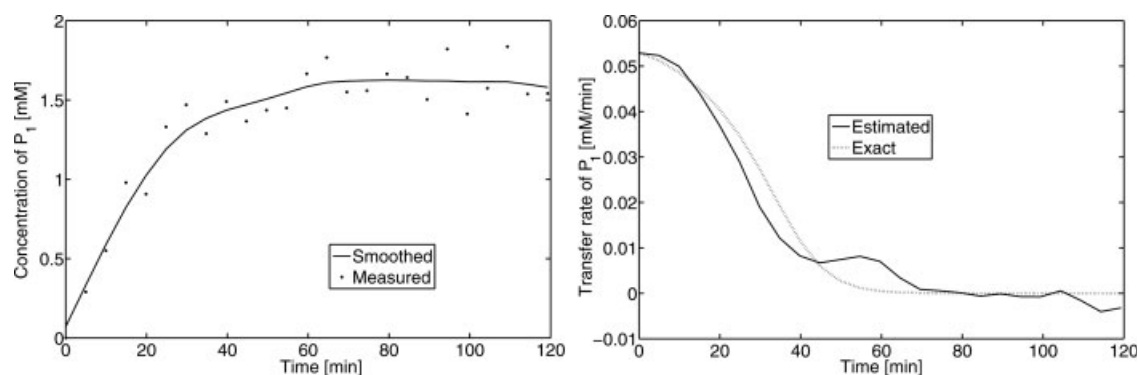 2
1.5
1
0.5
0
Concentration of P1 [mM]
Smoothed
Measured
0 20 40 60 80 100 120
Time [min]
0.06
0.05
0.04
0.03
0.02
0.01
0
−0.01
Transfer rate of P1 [mM/min]
Estimated
Exact
0 20 40 60 80 100 120
Time [min]